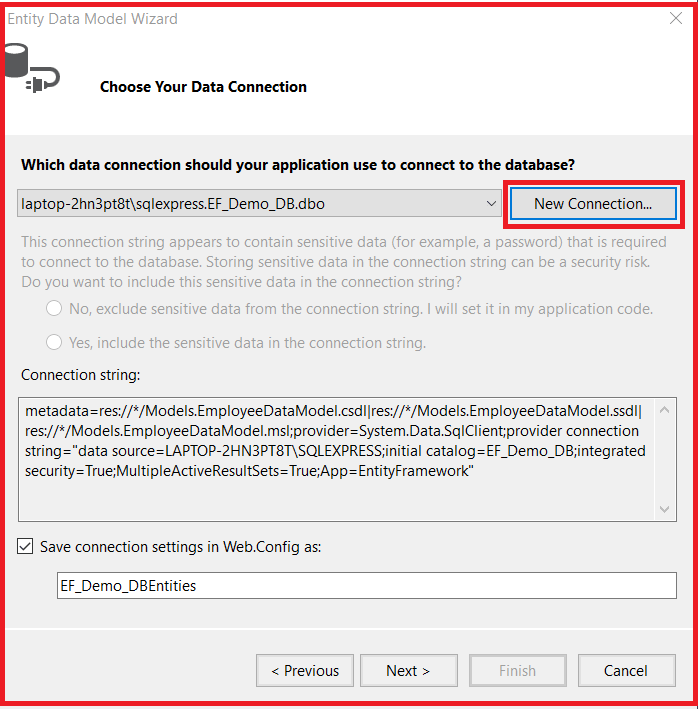 Entity Data Model Wizard
Choose Your Data Connection
Which data connection should your application use to connect to the database?
laptop-2hn3pt8t\sqlexpress.EF_Demo_DB.dbo
New Connection...
This connection string appears to contain sensitive data (for example, a password) that is required
to connect to the database. Storing sensitive data in the connection string can be a security risk.
Do you want to include this sensitive data in the connection string?
No, exclude sensitive data from the connection string. I will set it in my application code.
Yes, include the sensitive data in the connection string.
Connection string:
metadata=res://*/Models.EmployeeDataModel.csdl|res://*/Models.EmployeeDataModel.ssdl|
res://*/Models.EmployeeDataModel.msl;provider=System.Data.SqlClient;provider connection
string="data source=LAPTOP-2HN3PT8T\SQLEXPRESS;initial catalog=EF_Demo_DB;integrated
security=True;MultipleActiveResultSets=True;App=EntityFramework"
Save connection settings in Web.Config as:
EF_Demo_DBEntities
< Previous
Next >
Finish
Cancel